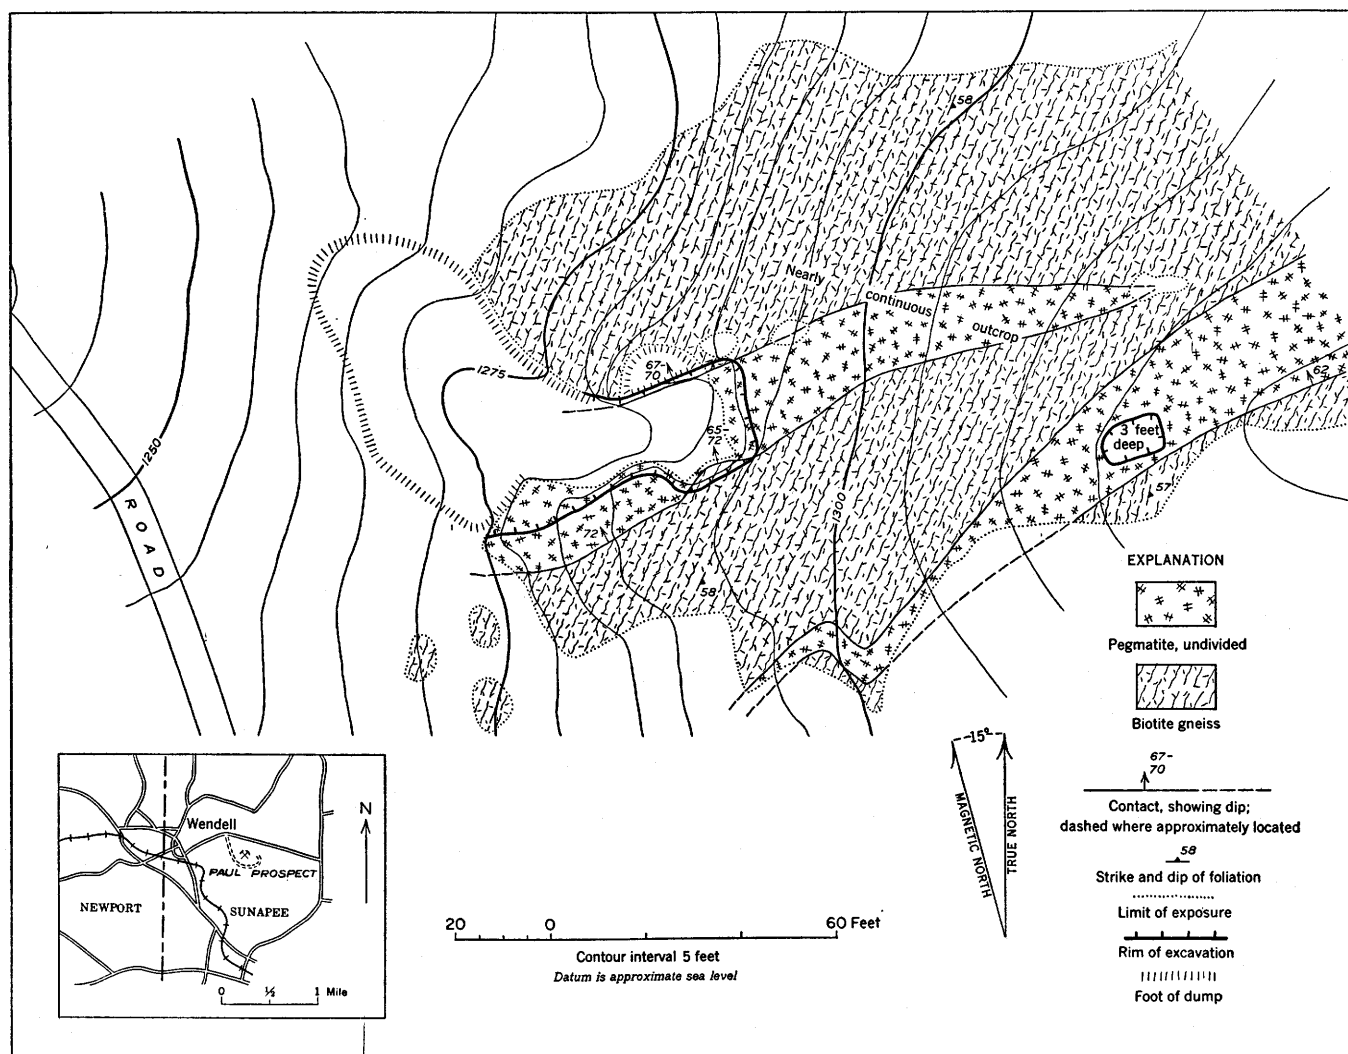 58
Nearly
continuous
outcrop
67-
70
1275
62
65-
72
3 feet
deep
1250
57
ROAD
1300
72
58
EXPLANATION
Pegmatite, undivided
Biotite gneiss
67-
70
Contact, showing dip;
dashed where approximately located
58
Strike and dip of foliation
Limit of exposure
Rim of excavation
Foot of dump
15°
MAGNETIC NORTH
TRUE NORTH
N
Wendell
PAUL PROSPECT
NEWPORT
SUNAPEE
0 ½ 1 Mile
20 0 60 Feet
Contour interval 5 feet
Datum is approximate sea level